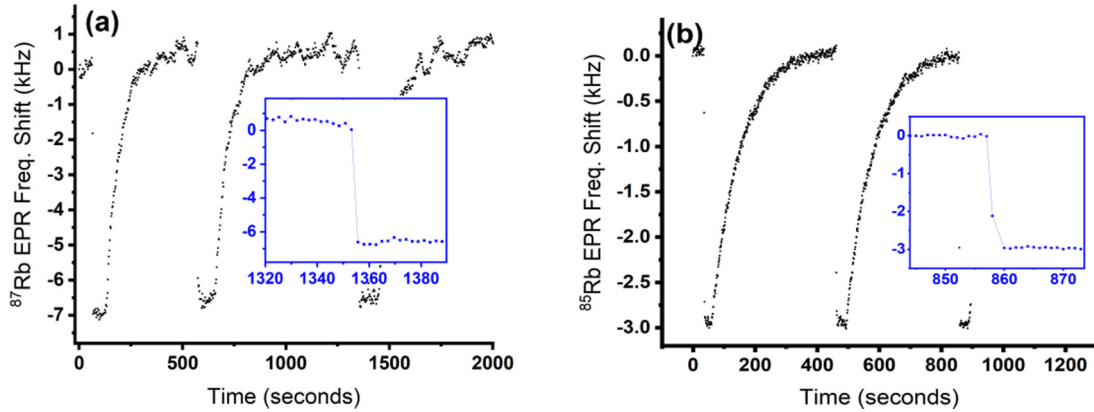 (a)
⁸⁷Rb EPR Freq. Shift (kHz)
1
0
-1
-2
-3
-4
-5
-6
-7
0
-2
-4
-6
1320 1340 1360 1380
0 500 1000 1500 2000
Time (seconds)
(b)
⁸⁵Rb EPR Freq. Shift (kHz)
0.0
-0.5
-1.0
-1.5
-2.0
-2.5
-3.0
0
-1
-2
-3
850 860 870
0 200 400 600 800 1000 1200
Time (seconds)